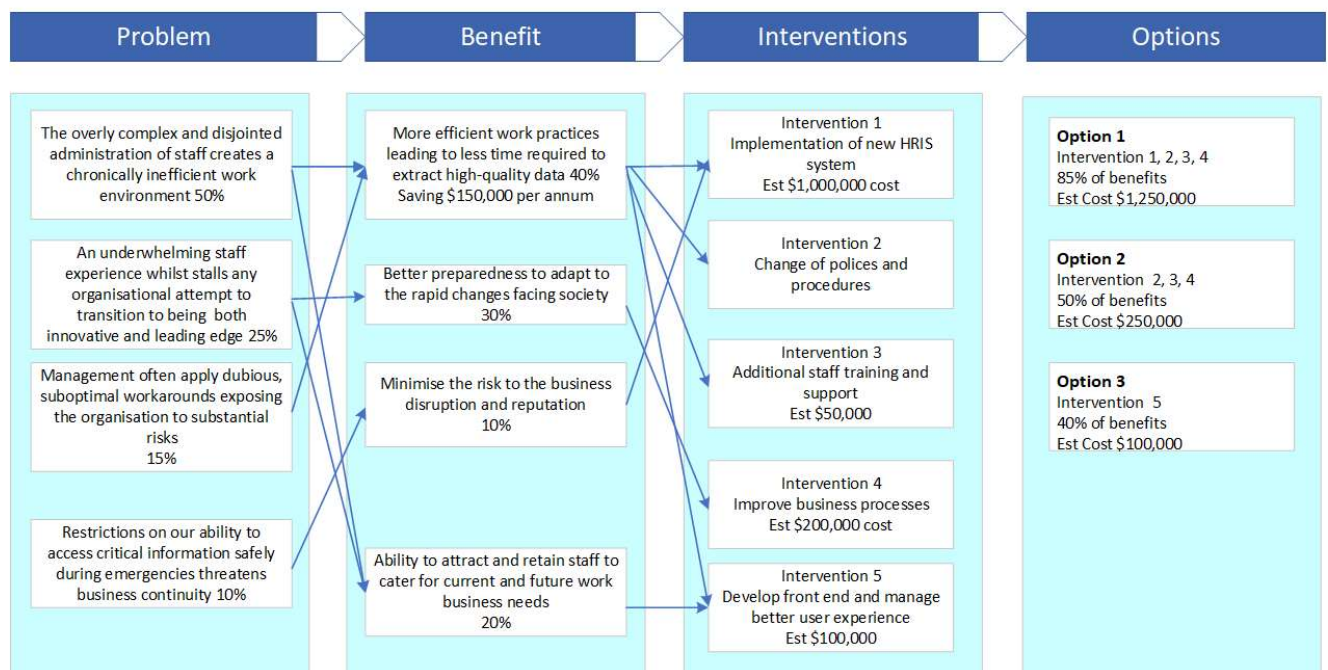 Problem
Benefit
Interventions
Options
The overly complex and disjointed
administration of staff creates a
chronically inefficient work
environment 50%
An underwhelming staff
experience whilst stalls any
organisational attempt to
transition to being both
innovative and leading edge 25%
Management often apply dubious,
suboptimal workarounds exposing
the organisation to substantial
risks
15%
Restrictions on our ability to
access critical information safely
during emergencies threatens
business continuity 10%
More efficient work practices
leading to less time required to
extract high-quality data 40%
Saving $150,000 per annum
Better preparedness to adapt to
the rapid changes facing society
30%
Minimise the risk to the business
disruption and reputation
10%
Ability to attract and retain staff to
cater for current and future work
business needs
20%
Intervention 1
Implementation of new HRIS
system
Est $1,000,000 cost
Intervention 2
Change of polices and
procedures
Intervention 3
Additional staff training and
support
Est $50,000
Intervention 4
Improve business processes
Est $200,000 cost
Intervention 5
Develop front end and manage
better user experience
Est $100,000
Option 1
Intervention 1, 2, 3, 4
85% of benefits
Est Cost $1,250,000
Option 2
Intervention 2, 3, 4
50% of benefits
Est Cost $250,000
Option 3
Intervention 5
40% of benefits
Est Cost $100,000